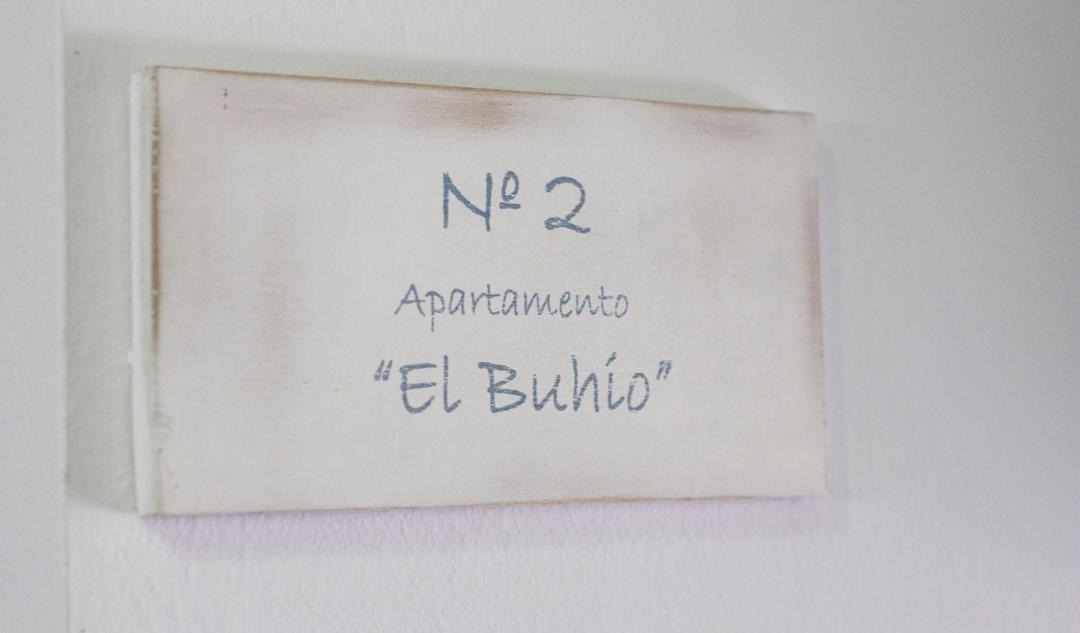 Nº 2
Apartamento
“El Buhío”